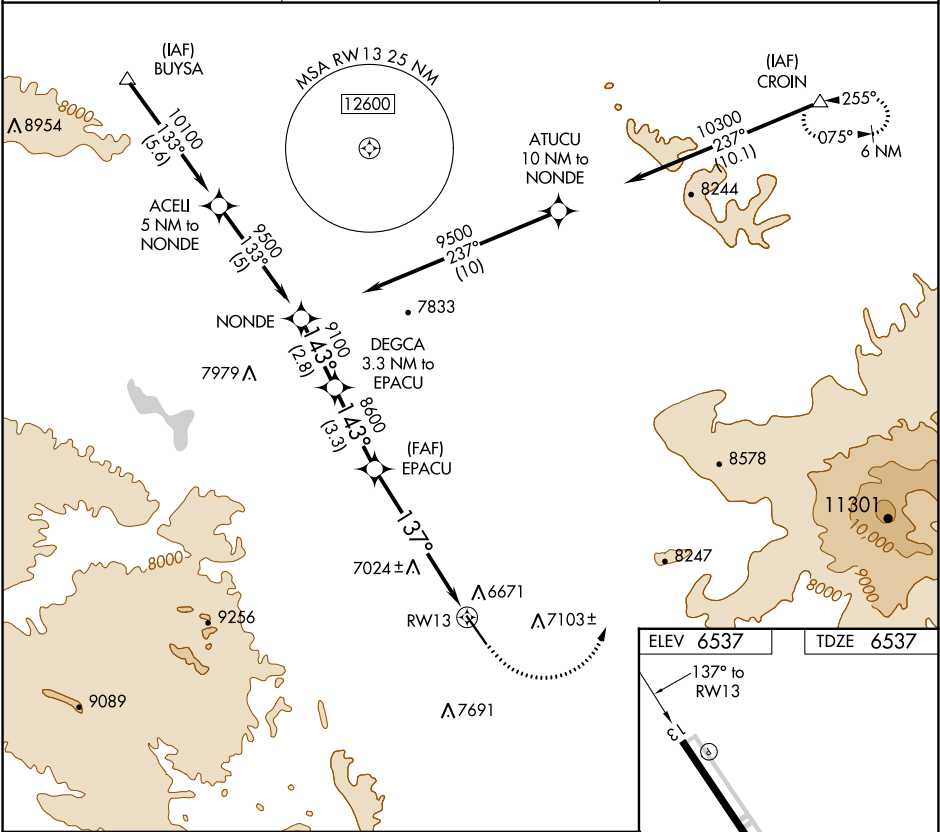 (IAF)
BUYSA
MSA RW13 25 NM
12600
(IAF)
CROIN
8000
8954
10100
133°
(5.6)
10300
237°
(10.1)
255°
075°
6 NM
ATUCU
10 NM to
NONDE
8244
ACELI
5 NM to
NONDE
9500
133°
(5)
9500
237°
(10)
7833
NONDE
9100
143°
(2.8)
DEGCA
3.3 NM to
EPACU
7979
8600
143°
(3.3)
(FAF)
EPACU
8578
11301
10,000
137°
8000
7024±
8247
9000
8000
6671
RW13
7103±
9256
ELEV 6537
TDZE 6537
137° to
RW13
9089
7691
13
P